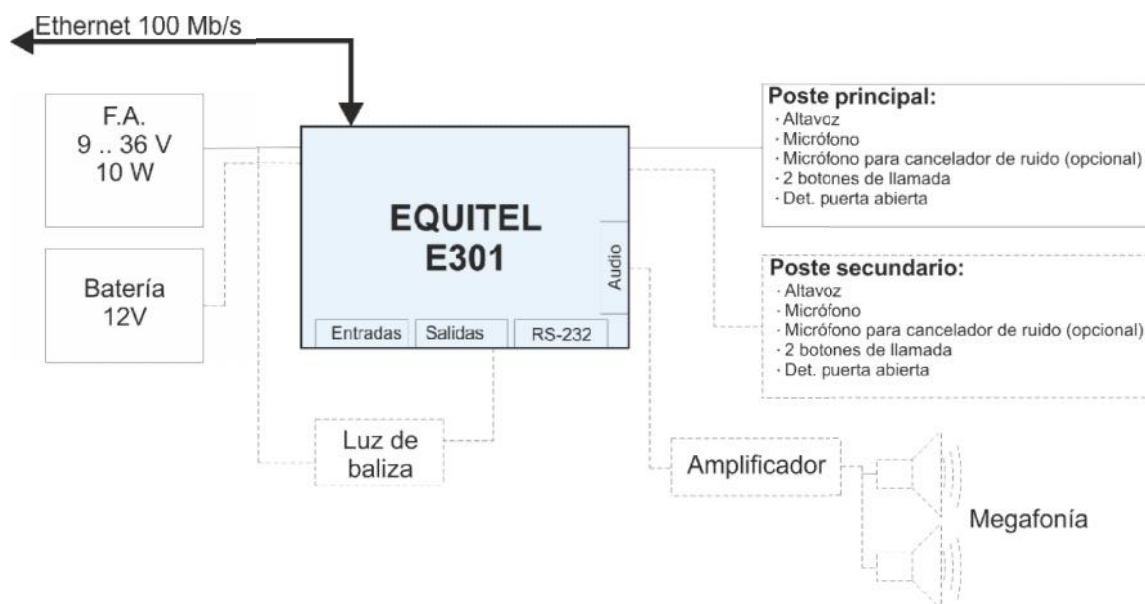 Ethernet 100 Mb/s
F.A.
9 .. 36 V
10 W
Batería
12V
EQUITEL
E301
Audio
Entradas
Salidas
RS-232
Poste principal:
· Altavoz
· Micrófono
· Micrófono para cancelador de ruido (opcional)
· 2 botones de llamada
· Det. puerta abierta
Poste secundario:
· Altavoz
· Micrófono
· Micrófono para cancelador de ruido (opcional)
· 2 botones de llamada
· Det. puerta abierta
Luz de
baliza
Amplificador
Megafonía